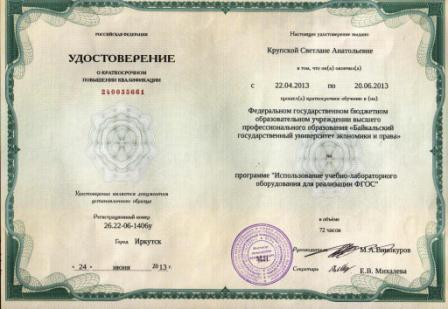 РОССИЙСКАЯ ФЕДЕРАЦИЯ
УДОСТОВЕРЕНИЕ
О КРАТКОСРОЧНОМ
ПОВЫШЕНИИ КВАЛИФИКАЦИИ
240035661
Удостоверение является документом
установленного образца
Регистрационный номер
26.22-06-1406у
Город Иркутск
« 24 » июня 2013 г.
Настоящее удостоверение выдано
Крупской Светлане Анатольевне
в том, что он(а) окончил(а)
с 22.04.2013 по 20.06.2013
прошел(а) краткосрочное обучение в (на)
Федеральном государственном бюджетном
образовательном учреждении высшего
профессионального образования «Байкальский
государственный университет экономики и права»
по
программе "Использование учебно-лабораторного
оборудования для реализации ФГОС"
в объёме
72 часов
Руководитель М.А.Винокуров
М.П.
Секретарь Е.В. Михалева